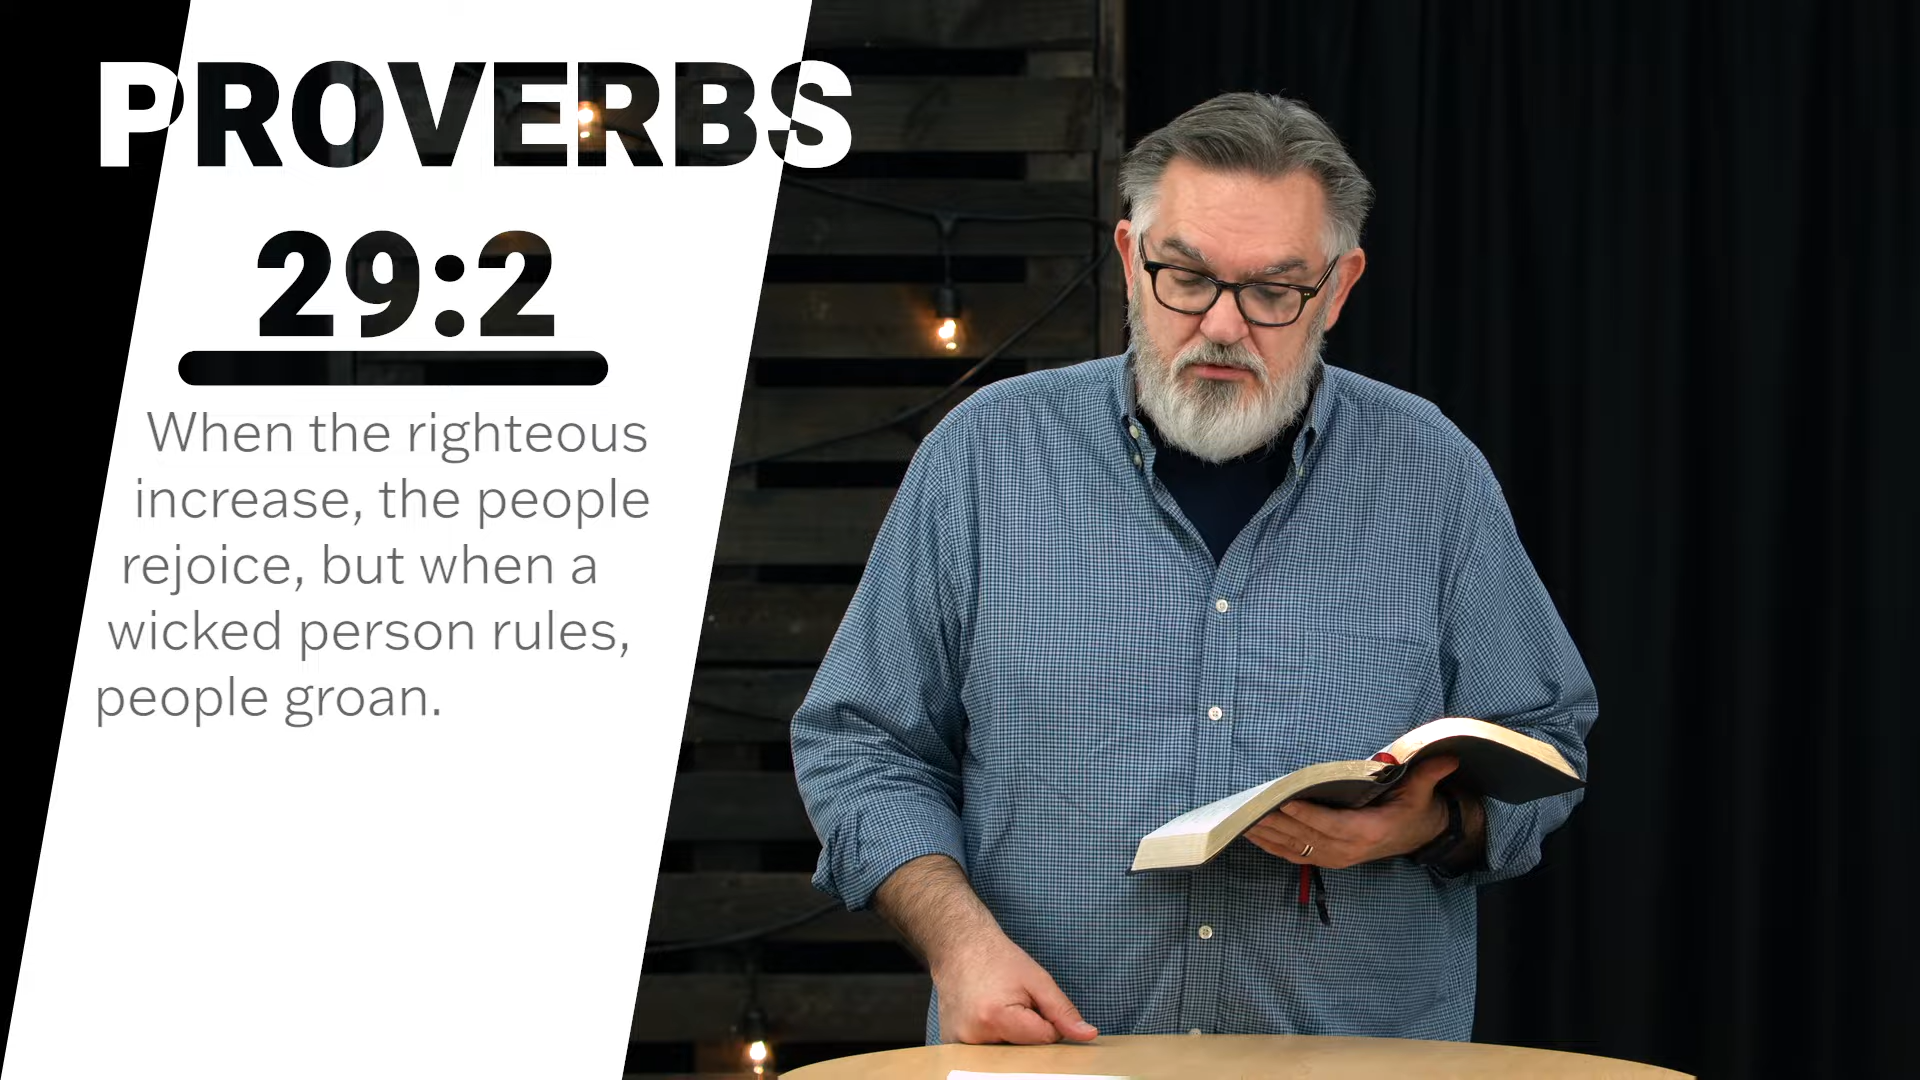 PROVERBS
29:2
When the righteous
increase, the people
rejoice, but when a
wicked person rules,
people groan.